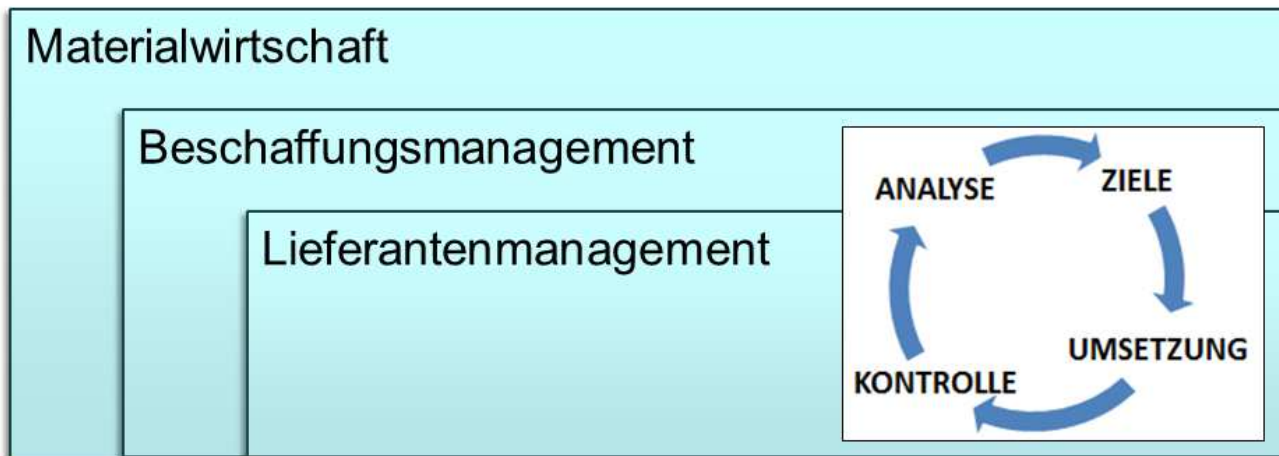 Materialwirtschaft
Beschaffungsmanagement
Lieferantenmanagement
ANALYSE
ZIELE
UMSETZUNG
KONTROLLE